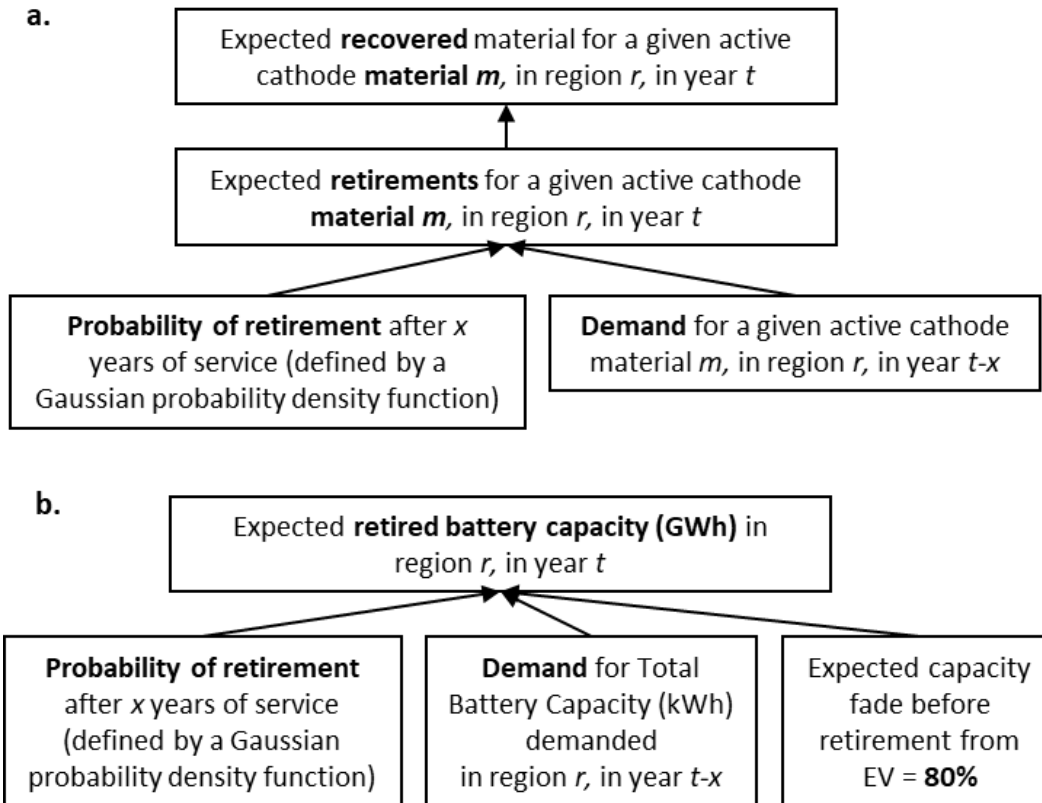 a.
Expected recovered material for a given active
cathode material m, in region r, in year t
Expected retirements for a given active cathode
material m, in region r, in year t
Probability of retirement after x
years of service (defined by a
Gaussian probability density function)
Demand for a given active cathode
material m, in region r, in year t-x
b.
Expected retired battery capacity (GWh) in
region r, in year t
Probability of retirement
after x years of service
(defined by a Gaussian
probability density function)
Demand for Total
Battery Capacity (kWh)
demanded
in region r, in year t-x
Expected capacity
fade before
retirement from
EV = 80%